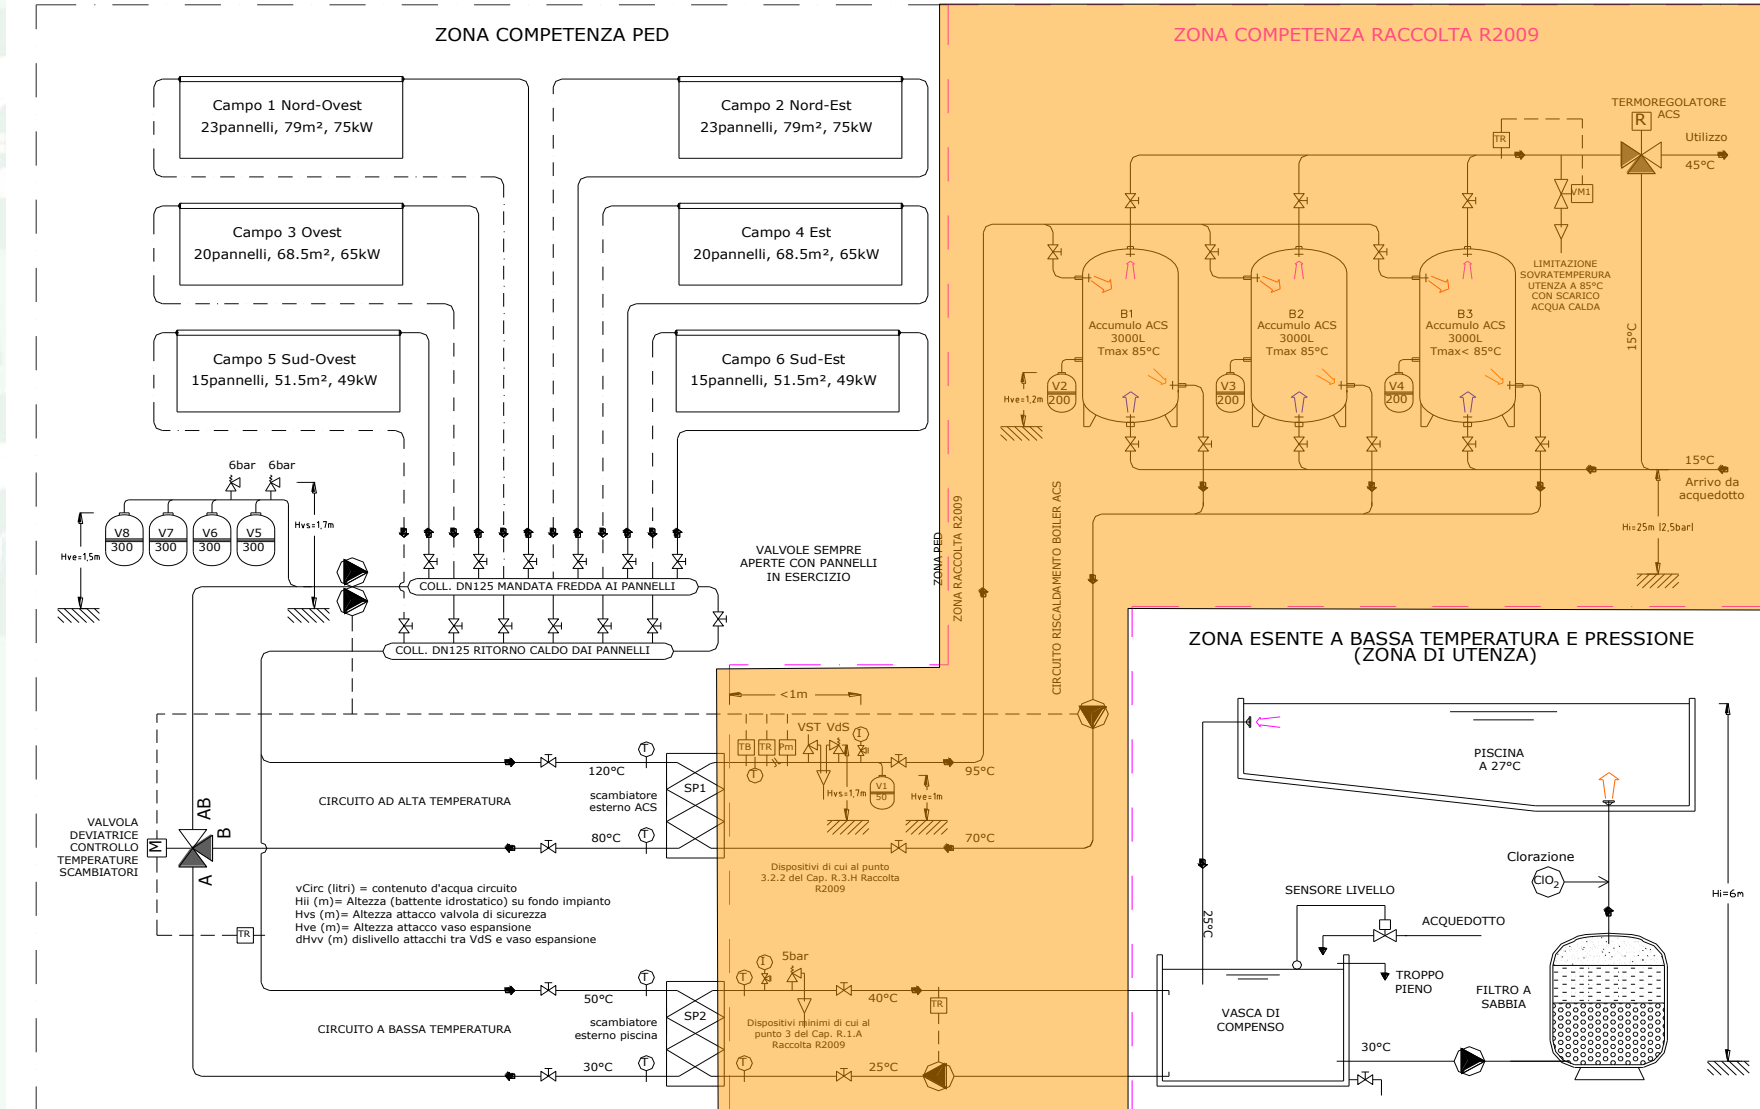 ZONA COMPETENZA PED
ZONA COMPETENZA RACCOLTA R2009
Campo 1 Nord-Ovest
23pannelli, 79m², 75kW
Campo 2 Nord-Est
23pannelli, 79m², 75kW
Campo 3 Ovest
20pannelli, 68.5m², 65kW
Campo 4 Est
20pannelli, 68.5m², 65kW
Campo 5 Sud-Ovest
15pannelli, 51.5m², 49kW
Campo 6 Sud-Est
15pannelli, 51.5m², 49kW
TERMOREGOLATORE
ACS
R
Utilizzo
45°C
TR
VM1
LIMITAZIONE
SOVRATEMPERURA
UTENZA A 85°C
CON SCARICO
ACQUA CALDA
15°C
B1
Accumulo ACS
3000L
Tmax 85°C
B2
Accumulo ACS
3000L
Tmax 85°C
B3
Accumulo ACS
3000L
Tmax< 85°C
V2
200
V3
200
V4
200
Hve=1,2m
15°C
Arrivo da
acquedotto
Hi=25m (2,5bar)
6bar
6bar
Hvs=1,7m
V8
300
V7
300
V6
300
V5
300
Hve=1,5m
VALVOLE SEMPRE
APERTE CON PANNELLI
IN ESERCIZIO
COLL. DN125 MANDATA FREDDA AI PANNELLI
COLL. DN125 RITORNO CALDO DAI PANNELLI
ZONA PED
ZONA RACCOLTA R2009
CIRCUITO RISCALDAMENTO BOILER ACS
ZONA ESENTE A BASSA TEMPERATURA E PRESSIONE
(ZONA DI UTENZA)
<1m
VST VdS
I
TB
TR
Pm
T
T
120°C
SP1
95°C
V1
50
Hvs=1,7m
Hve=1m
CIRCUITO AD ALTA TEMPERATURA
scambiatore
esterno ACS
80°C
T
70°C
Dispositivi di cui al punto
3.2.2 del Cap. R.3.H Raccolta
R2009
VALVOLA
DEVIATRICE
CONTROLLO
TEMPERATURE
SCAMBIATORI
M
AB
B
A
TR
vCirc (litri) = contenuto d'acqua circuito
Hii (m)= Altezza (battente idrostatico) su fondo impianto
Hvs (m)= Altezza attacco valvola di sicurezza
Hve (m)= Altezza attacco vaso espansione
dHvv (m) dislivello attacchi tra VdS e vaso espansione
PISCINA
A 27°C
Hi=6m
Clorazione
ClO2
SENSORE LIVELLO
ACQUEDOTTO
25°C
TROPPO
PIENO
FILTRO A
SABBIA
VASCA DI
COMPENSO
30°C
T
T
I
5bar
50°C
SP2
40°C
TR
CIRCUITO A BASSA TEMPERATURA
scambiatore
esterno piscina
Dispositivi minimi di cui al
punto 3 del Cap. R.1.A
Raccolta R2009
30°C
T
T
25°C